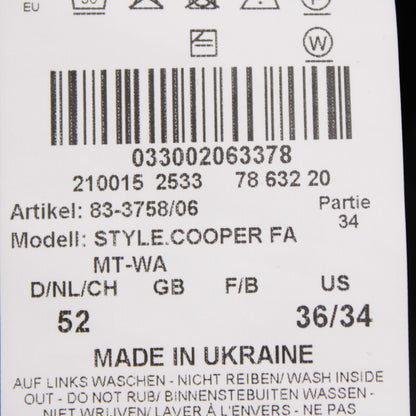 EU
30
P
W
033002063378
210015 2533 78 632 20
Artikel: 83-3758/06 Partie
34
Modell: STYLE.COOPER FA
MT-WA
D/NL/CH GB F/B US
52 36/34
MADE IN UKRAINE
AUF LINKS WASCHEN - NICHT REIBEN/ WASH INSIDE
OUT - DO NOT RUB/ BINNENSTEBUITEN WASSEN -
NIET WRIJVEN/ LAVER À L'ENVERS - NE PAS